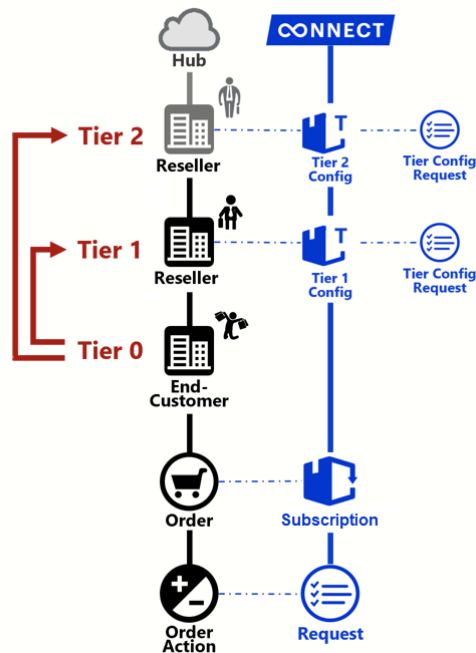 CONNECT
Hub
Tier 2
Reseller
T
Tier 2
Config
Tier Config
Request
Tier 1
Reseller
T
Tier 1
Config
Tier Config
Request
Tier 0
End-
Customer
Order
Subscription
Order
Action
Request